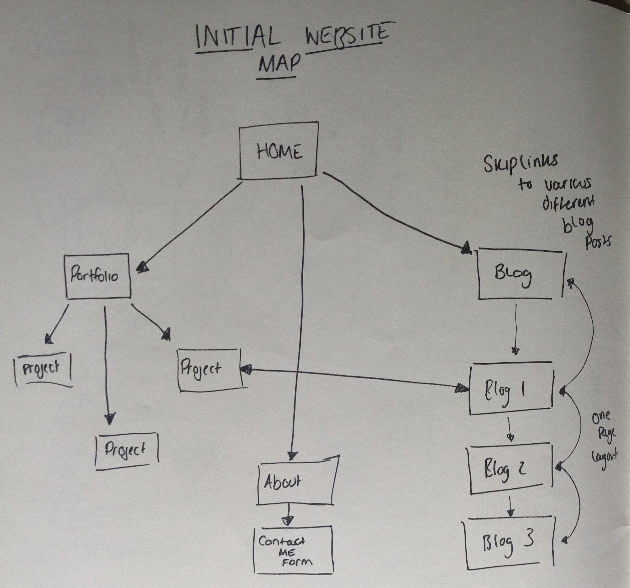 INITIAL WEBSITE
MAP
HOME
Skiplinks
to various
different
blog
Posts
Portfolio
Blog
Project
Project
Blog 1
one
Page
Layout
Project
About
Blog 2
Contact
ME
FORM
Blog 3